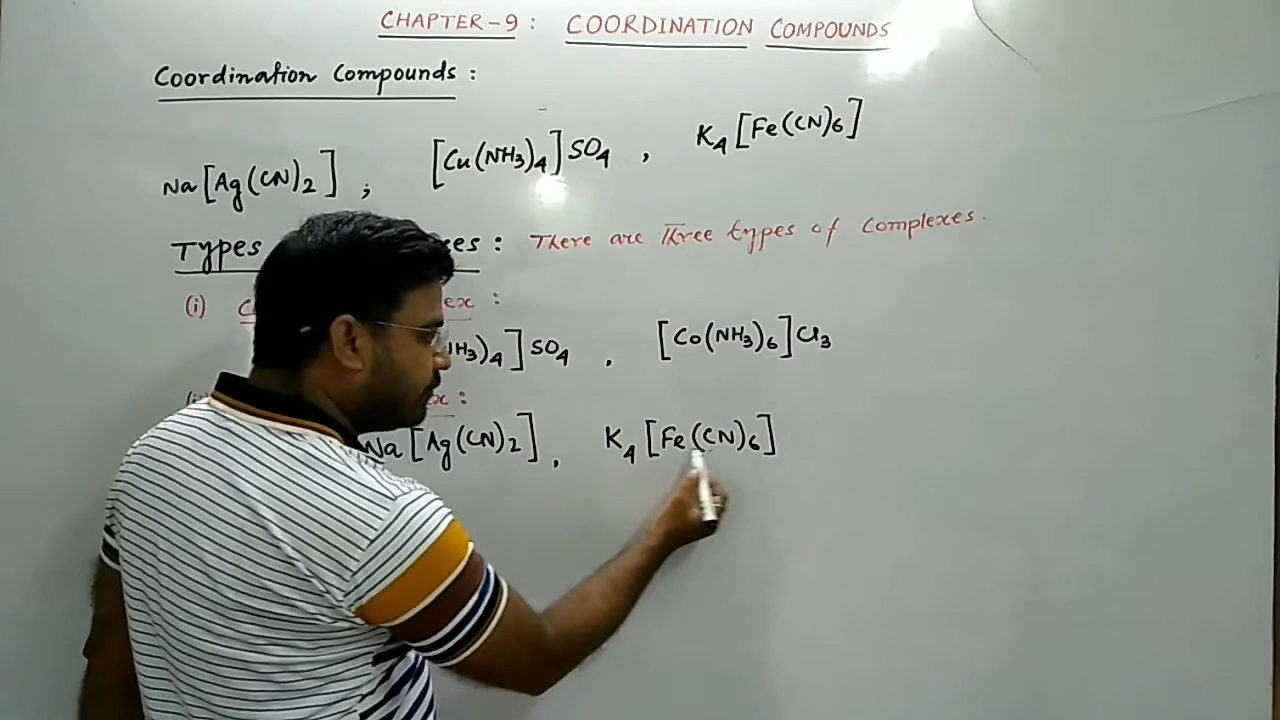 CHAPTER-9: COORDINATION COMPOUNDS
Coordination Compounds:
Na[Ag(CN)2], [Cu(NH3)4]SO4, K4[Fe(CN)6]
Types es: There are Three types of Complexes.
(i) C ex:
H3)4]SO4, [Co(NH3)6]Cl3
x:
Na[Ag(CN)2], K4[Fe(CN)6]